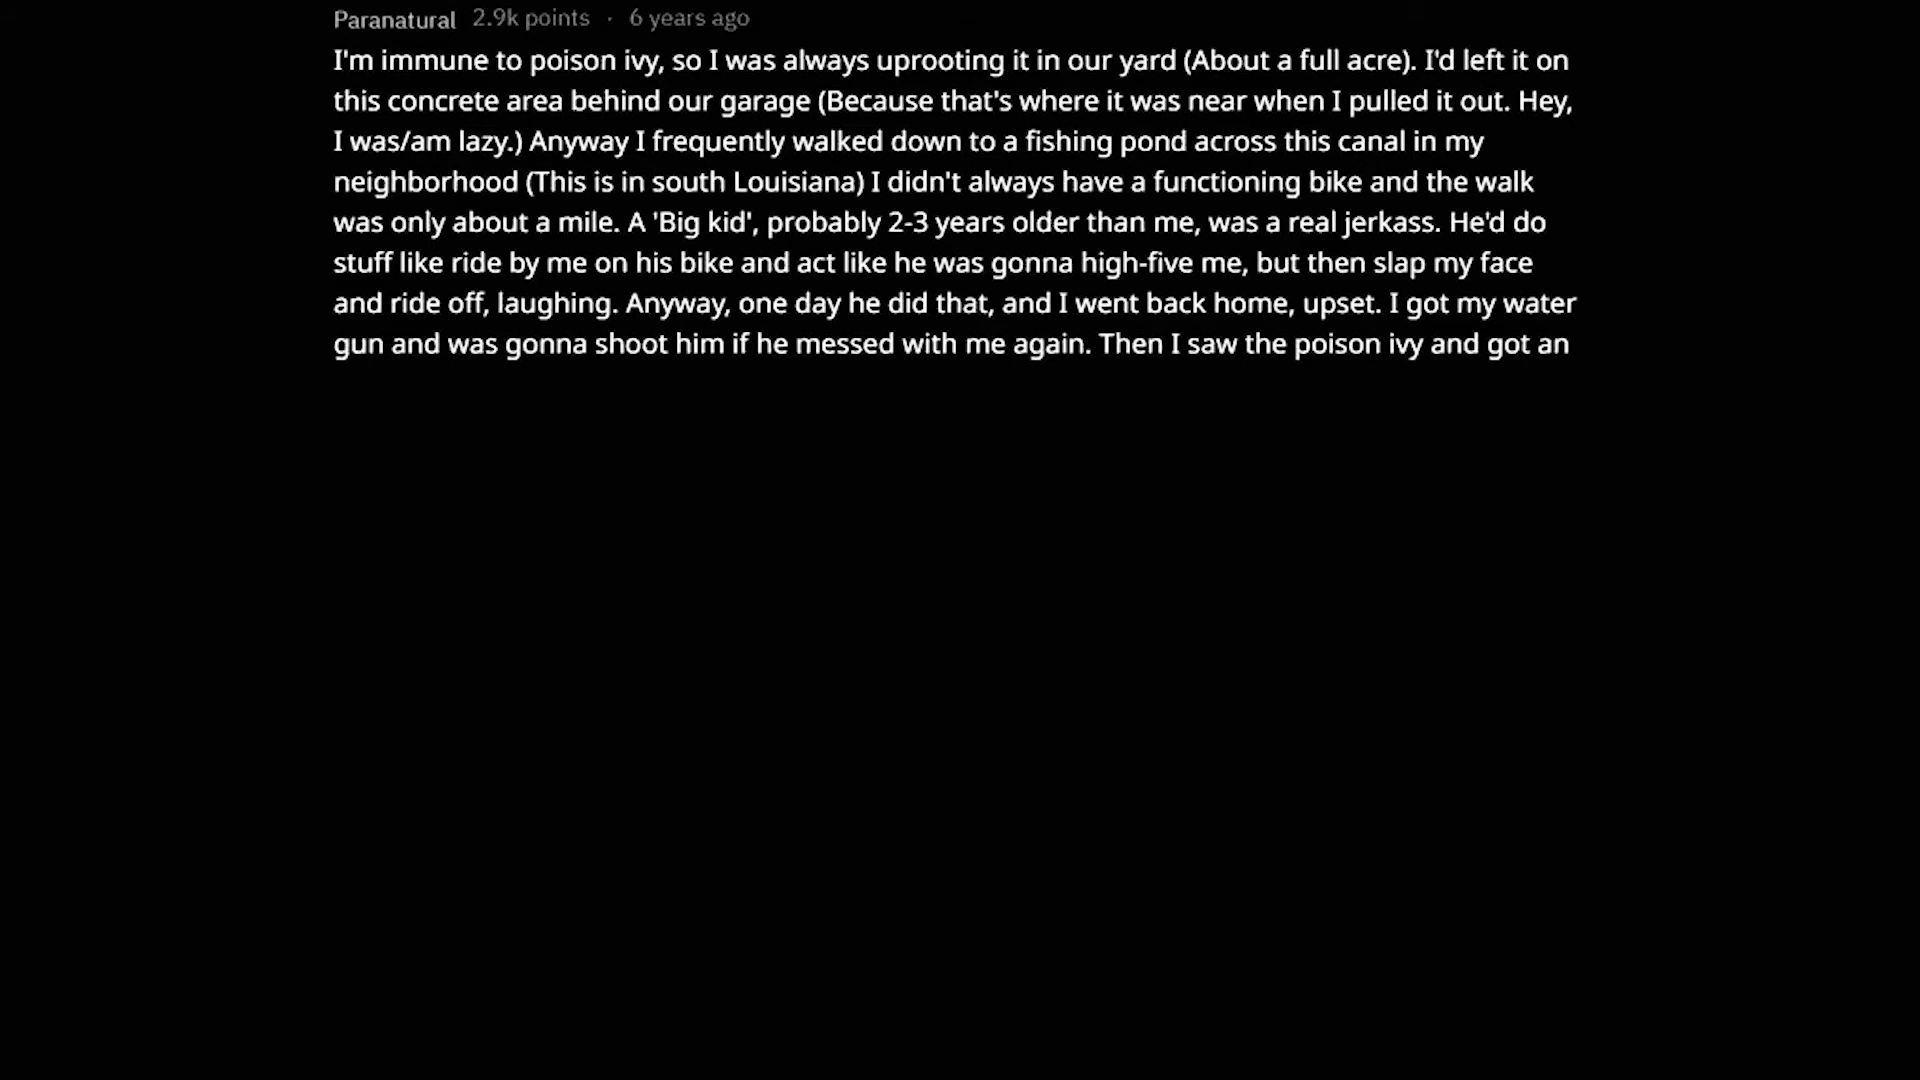 Paranatural 2.9k points · 6 years ago
I'm immune to poison ivy, so I was always uprooting it in our yard (About a full acre). I'd left it on
this concrete area behind our garage (Because that's where it was near when I pulled it out. Hey,
I was/am lazy.) Anyway I frequently walked down to a fishing pond across this canal in my
neighborhood (This is in south Louisiana) I didn't always have a functioning bike and the walk
was only about a mile. A 'Big kid', probably 2-3 years older than me, was a real jerkass. He'd do
stuff like ride by me on his bike and act like he was gonna high-five me, but then slap my face
and ride off, laughing. Anyway, one day he did that, and I went back home, upset. I got my water
gun and was gonna shoot him if he messed with me again. Then I saw the poison ivy and got an